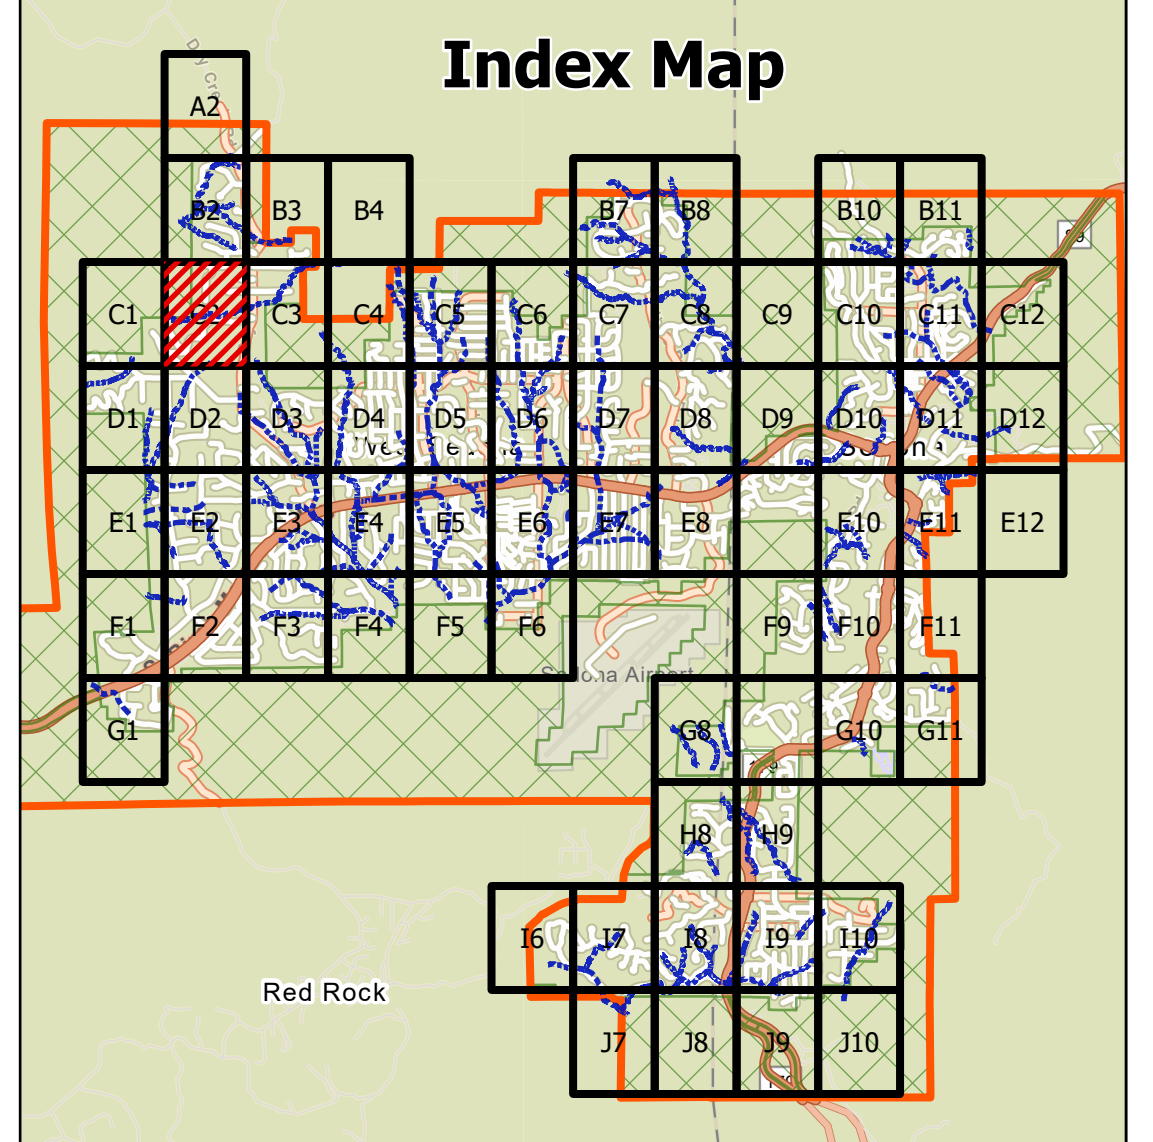 Index Map
A2
B2 B3 B4 B7 B8 B10 B11
C1 C2 C3 C4 C5 C6 C7 C8 C9 C10 C11 C12
D1 D2 D3 D4 D5 D6 D7 D8 D9 D10 D11 D12
E1 E2 E3 E4 E5 E6 E7 E8 E10 E11 E12
F1 F2 F3 F4 F5 F6 F9 F10 F11
Sedona Airport
G1 G8 G10 G11
H8 H9
I6 I7 I8 I9 I10
Red Rock
J7 J8 J9 J10